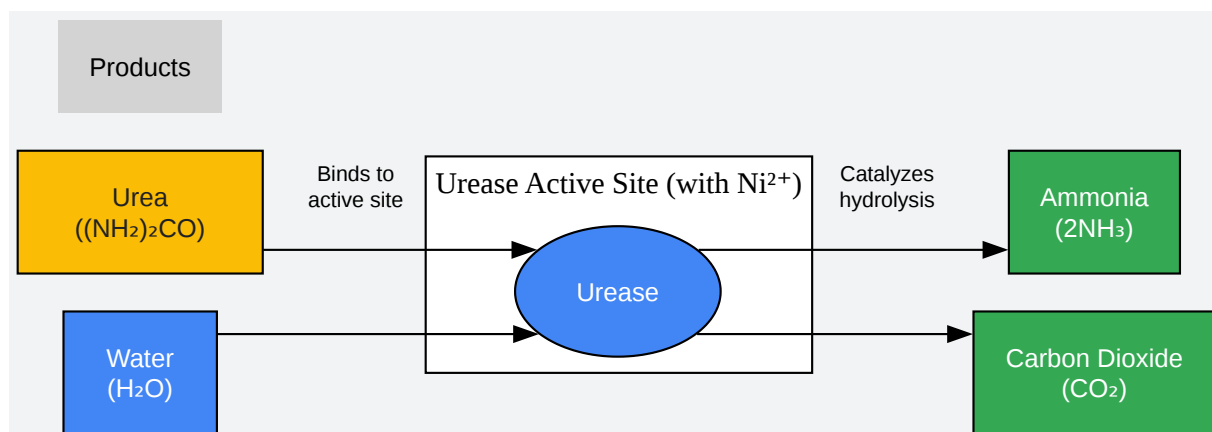 Products
Urea
((NH₂)₂CO)
Binds to
active site
Urease Active Site (with Ni²⁺)
Urease
Catalyzes
hydrolysis
Ammonia
(2NH₃)
Water
(H₂O)
Carbon Dioxide
(CO₂)